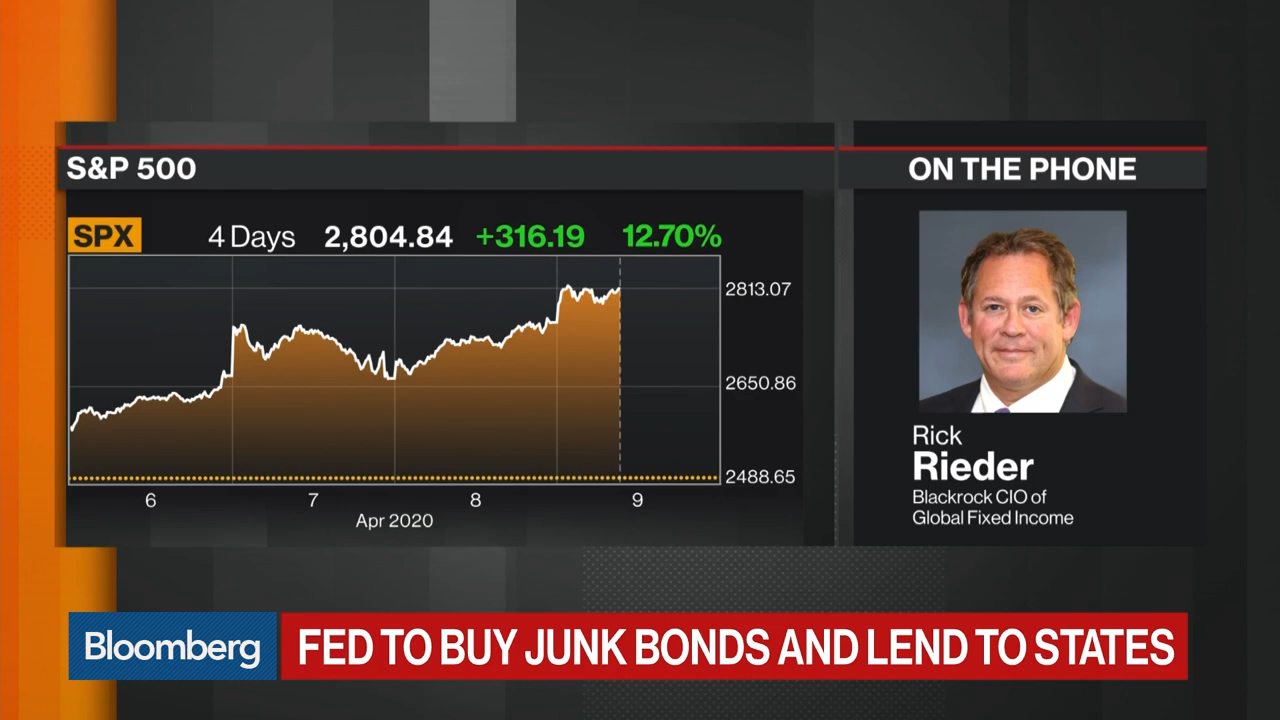 S&P 500
SPX 4 Days 2,804.84 +316.19 12.70%
2813.07
2650.86
2488.65
6 7 8 9
Apr 2020
ON THE PHONE
Rick
Rieder
Blackrock CIO of
Global Fixed Income
Bloomberg FED TO BUY JUNK BONDS AND LEND TO STATES